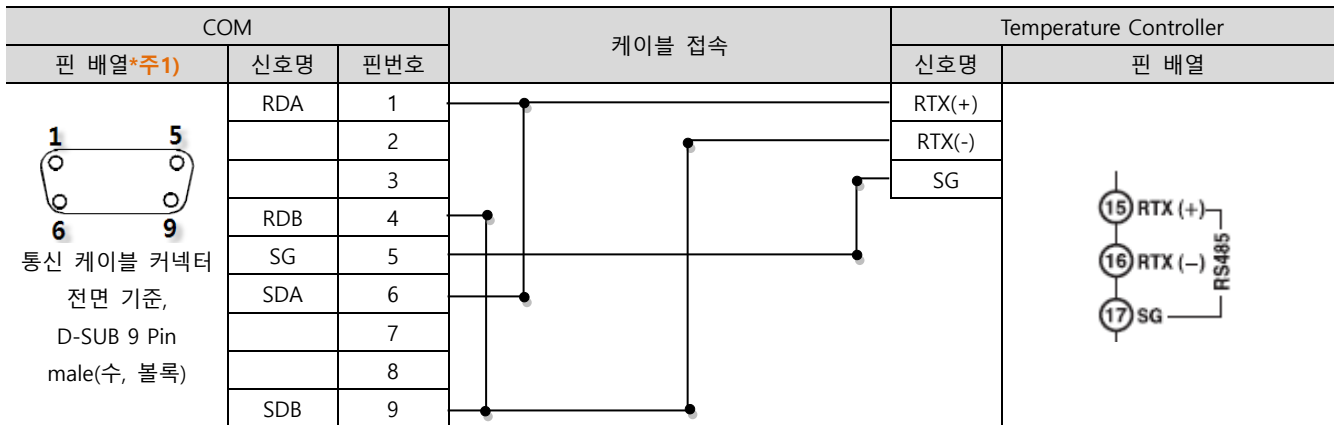 COM 케이블 접속 Temperature Controller
핀 배열*주1) 신호명 핀번호 신호명 핀 배열
RDA 1 RTX(+)
2 RTX(-)
3 SG
RDB 4
SG 5
SDA 6
7
8
SDB 9
1 5
6 9
통신 케이블 커넥터
전면 기준,
D-SUB 9 Pin
male(수, 볼록)
15 RTX (+)
16 RTX (−)
17 SG
RS485